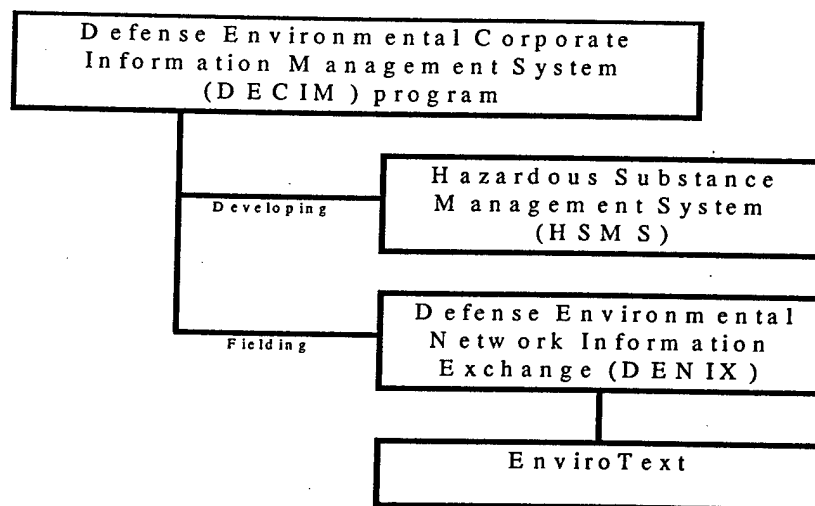 Defense Environmental Corporate
Information Management System
(DECIM) program
Hazardous Substance
Management System
(HSMS)
Developing
Defense Environmental
Network Information
Exchange (DENIX)
Fielding
EnviroText